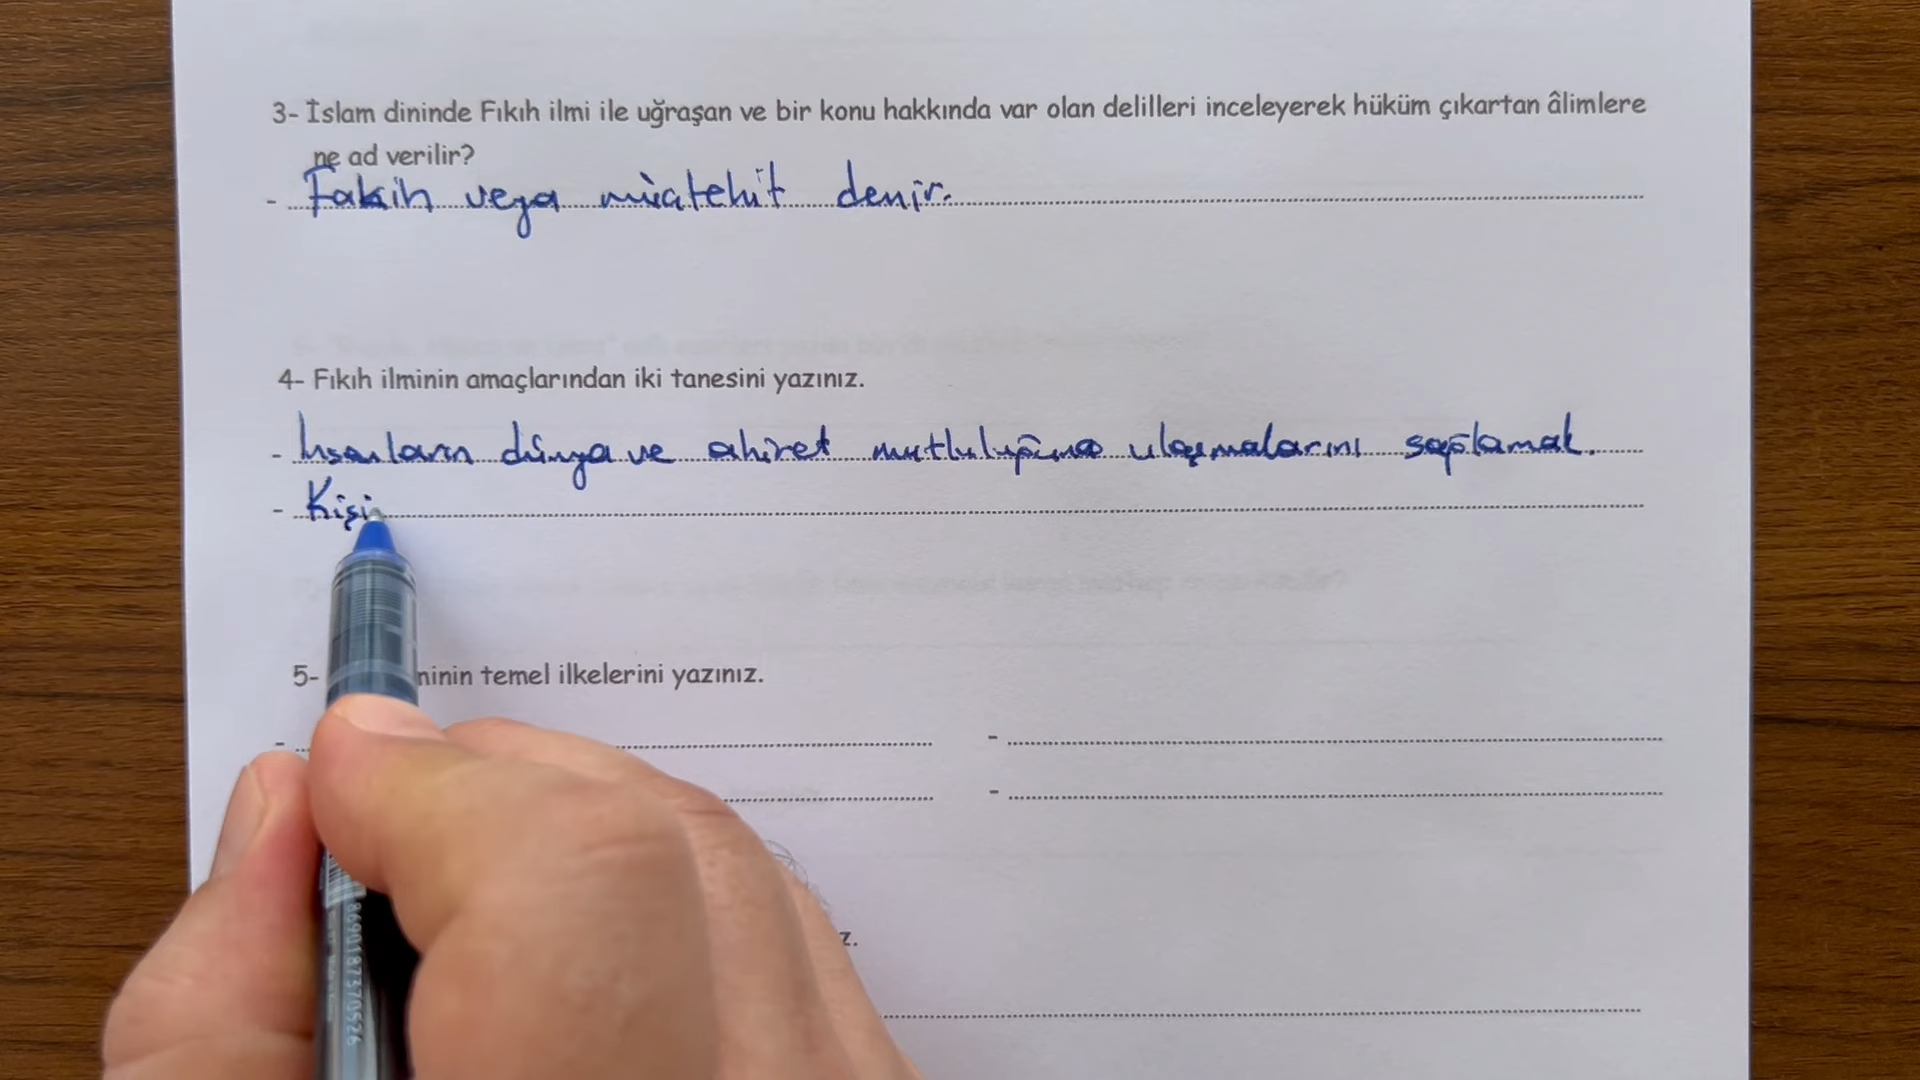 3- İslam dininde Fıkıh ilmi ile uğraşan ve bir konu hakkında var olan delilleri inceleyerek hüküm çıkartan âlimlere
ne ad verilir?
- Fakih veya müctehit denir.
4- Fıkıh ilminin amaçlarından iki tanesini yazınız.
- İnsanların dünya ve ahiret mutluluğuna ulaşmalarını sağlamak.
- Kişi
5- ninin temel ilkelerini yazınız.
-
-
-
z.
8690187370526